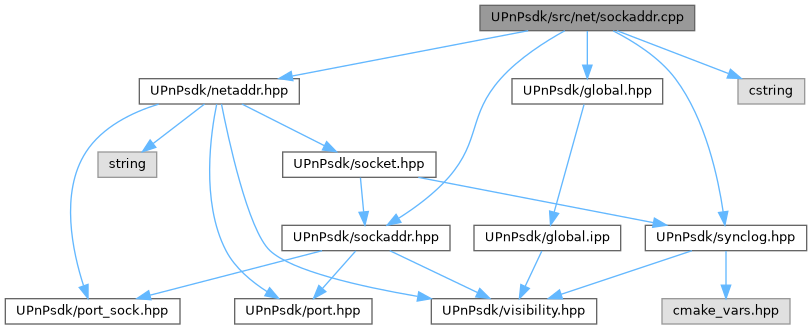 UPnPsdk/src/net/sockaddr.cpp
UPnPsdk/netaddr.hpp
UPnPsdk/global.hpp
cstring
string
UPnPsdk/socket.hpp
UPnPsdk/sockaddr.hpp
UPnPsdk/global.ipp
UPnPsdk/synclog.hpp
UPnPsdk/port_sock.hpp
UPnPsdk/port.hpp
UPnPsdk/visibility.hpp
cmake_vars.hpp